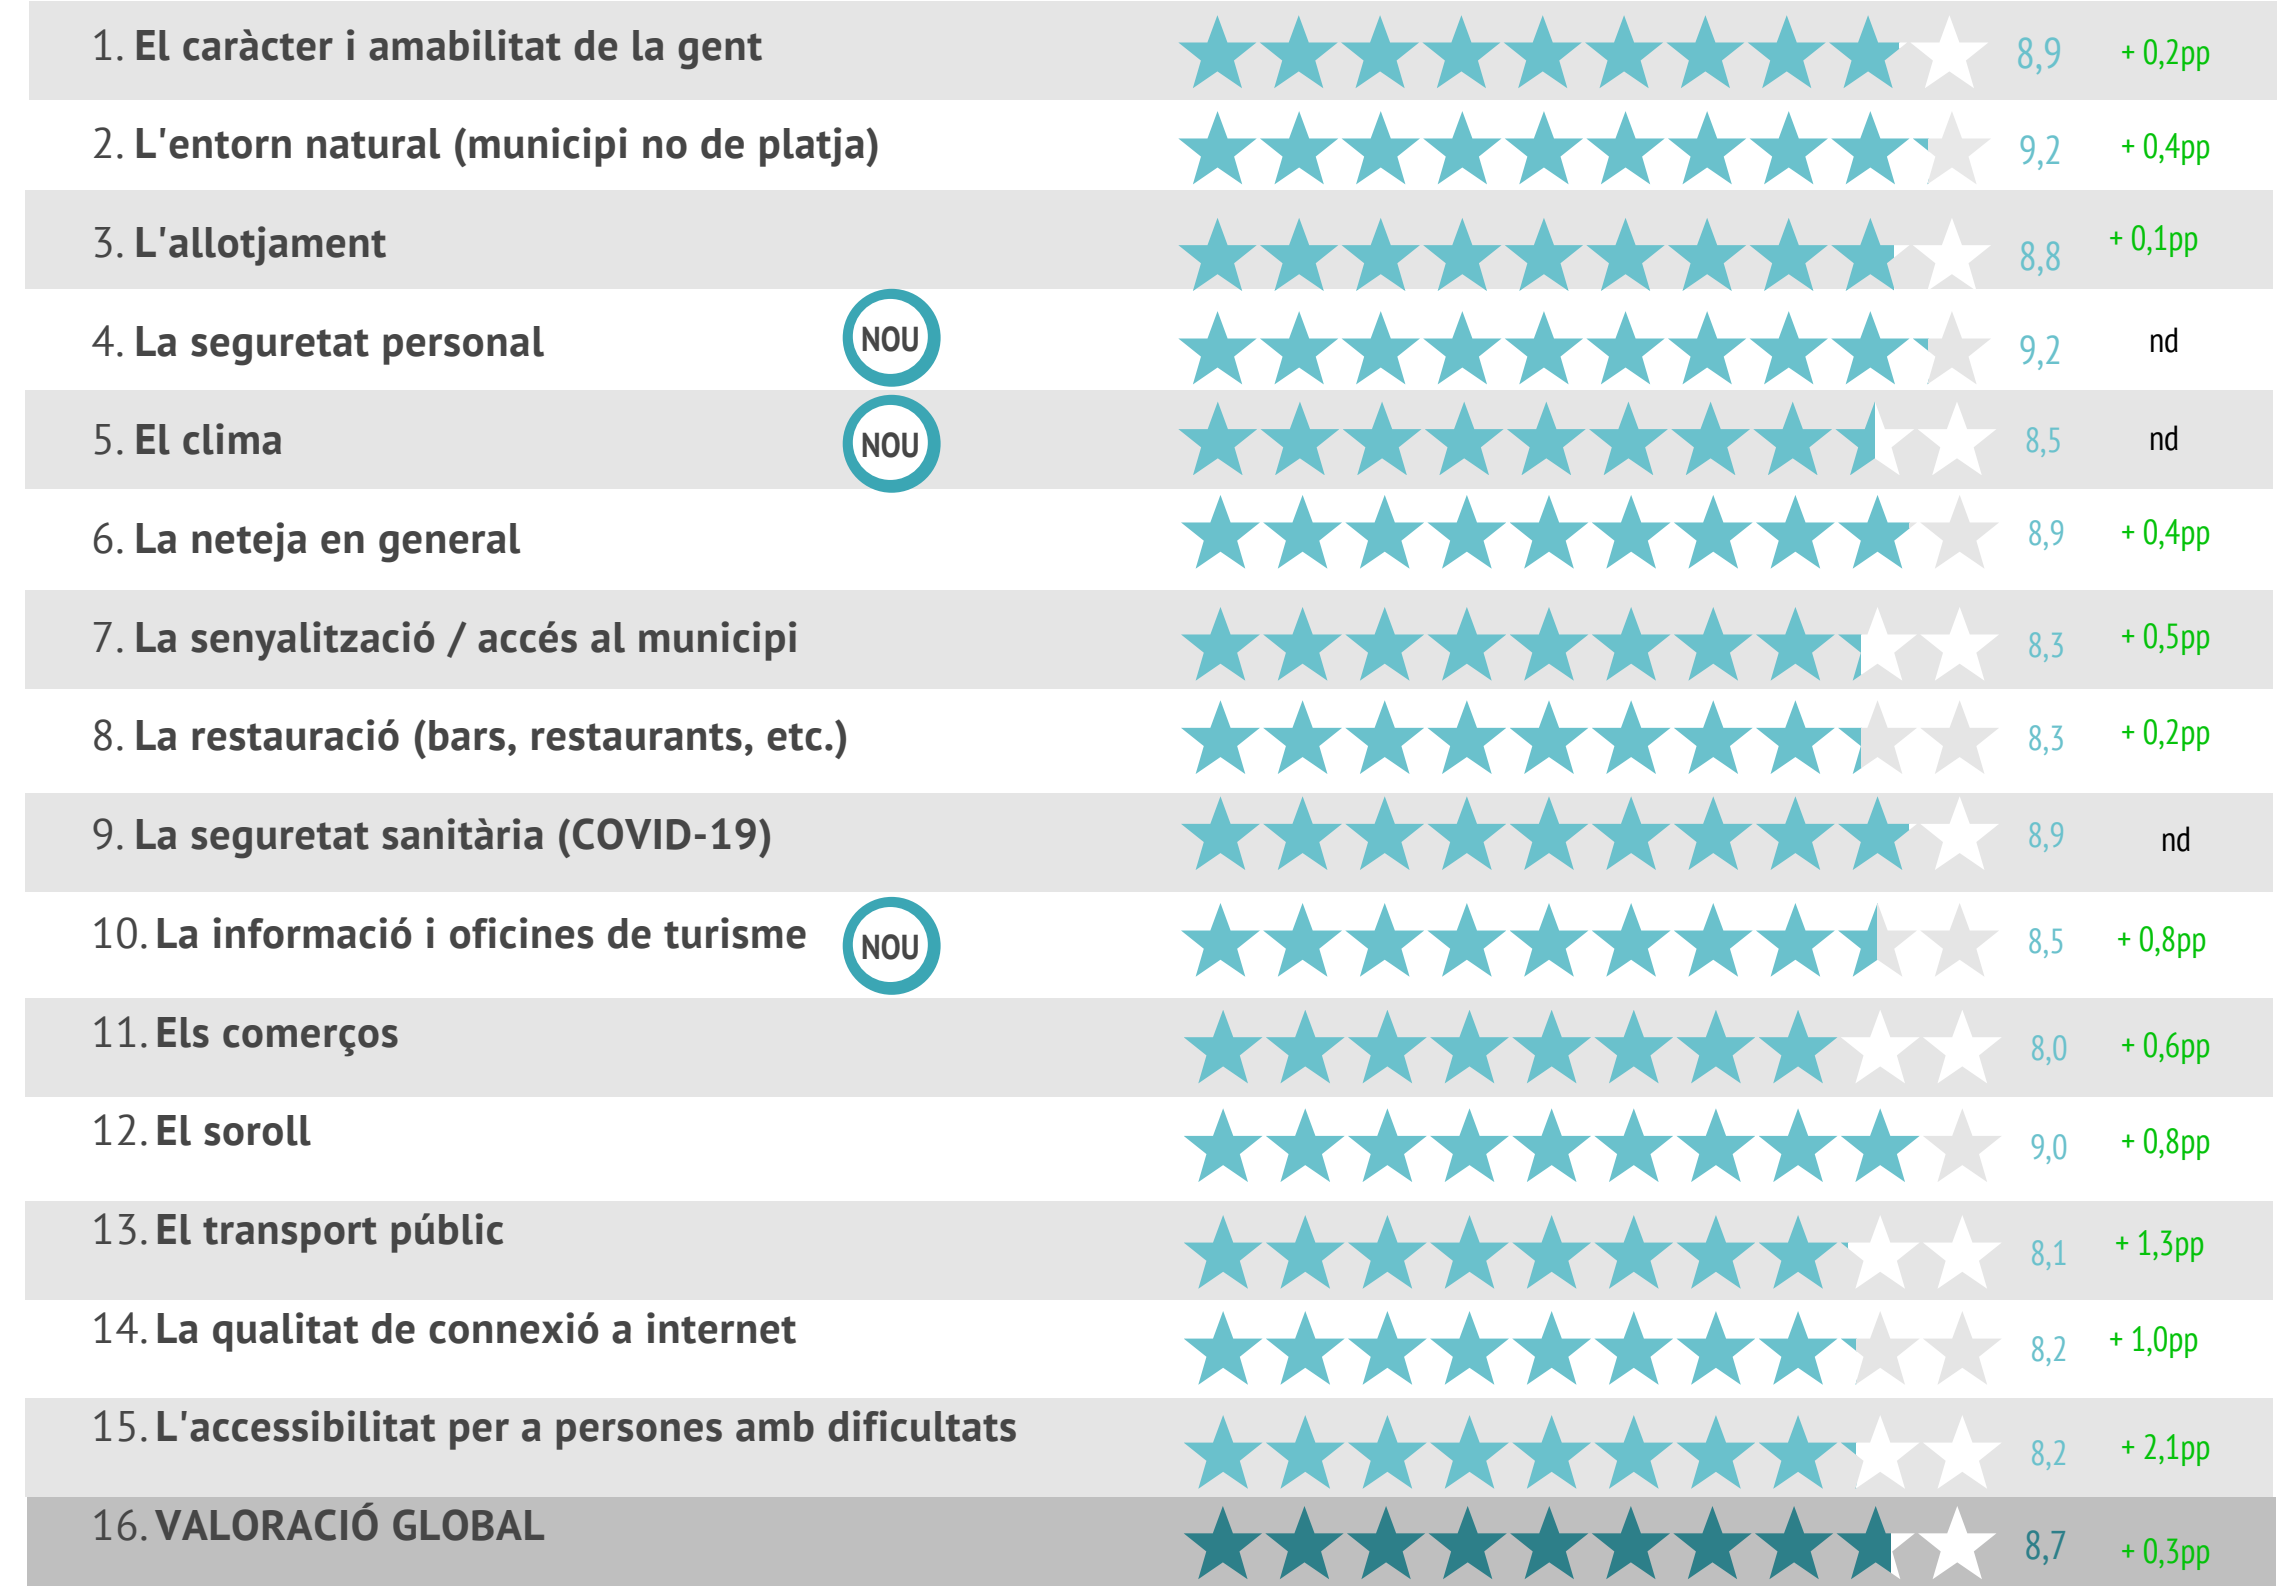 1. El caràcter i amabilitat de la gent 8,9 + 0,2pp
2. L'entorn natural (municipi no de platja) 9,2 + 0,4pp
3. L'allotjament 8,8 + 0,1pp
4. La seguretat personal NOU 9,2 nd
5. El clima NOU 8,5 nd
6. La neteja en general 8,9 + 0,4pp
7. La senyalització / accés al municipi 8,3 + 0,5pp
8. La restauració (bars, restaurants, etc.) 8,3 + 0,2pp
9. La seguretat sanitària (COVID-19) 8,9 nd
10. La informació i oficines de turisme NOU 8,5 + 0,8pp
11. Els comerços 8,0 + 0,6pp
12. El soroll 9,0 + 0,8pp
13. El transport públic 8,1 + 1,3pp
14. La qualitat de connexió a internet 8,2 + 1,0pp
15. L'accessibilitat per a persones amb dificultats 8,2 + 2,1pp
16. VALORACIÓ GLOBAL 8,7 + 0,3pp